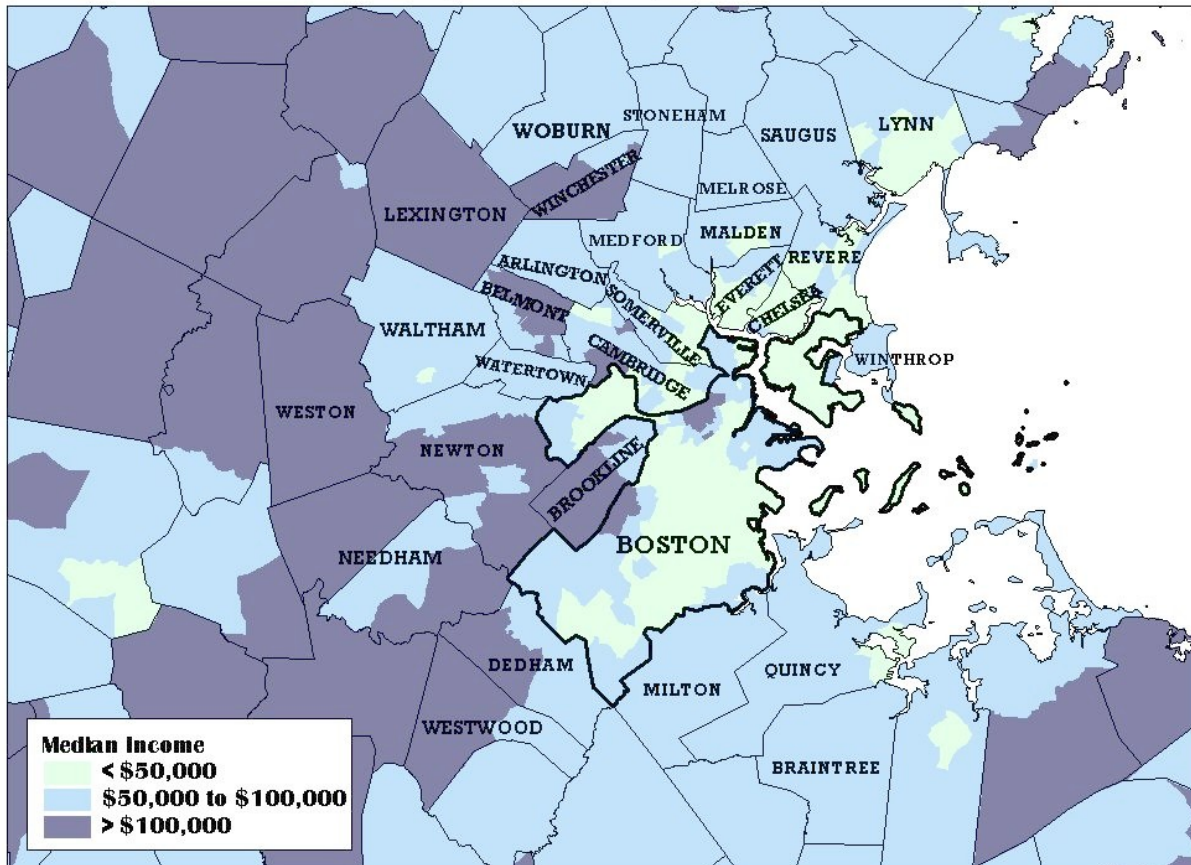 STONEHAM
WOBURN
SAUGUS
LYNN
WINCHESTER
MELROSE
LEXINGTON
MEDFORD
MALDEN
REVERE
ARLINGTON
EVERETT
BELMONT
SOMERVILLE
CHELSEA
WALTHAM
CAMBRIDGE
WINTHROP
WATERTOWN
WESTON
NEWTON
BROOKLINE
BOSTON
NEEDHAM
DEDHAM
QUINCY
MILTON
WESTWOOD
BRAINTREE
Median Income
< $50,000
$50,000 to $100,000
> $100,000